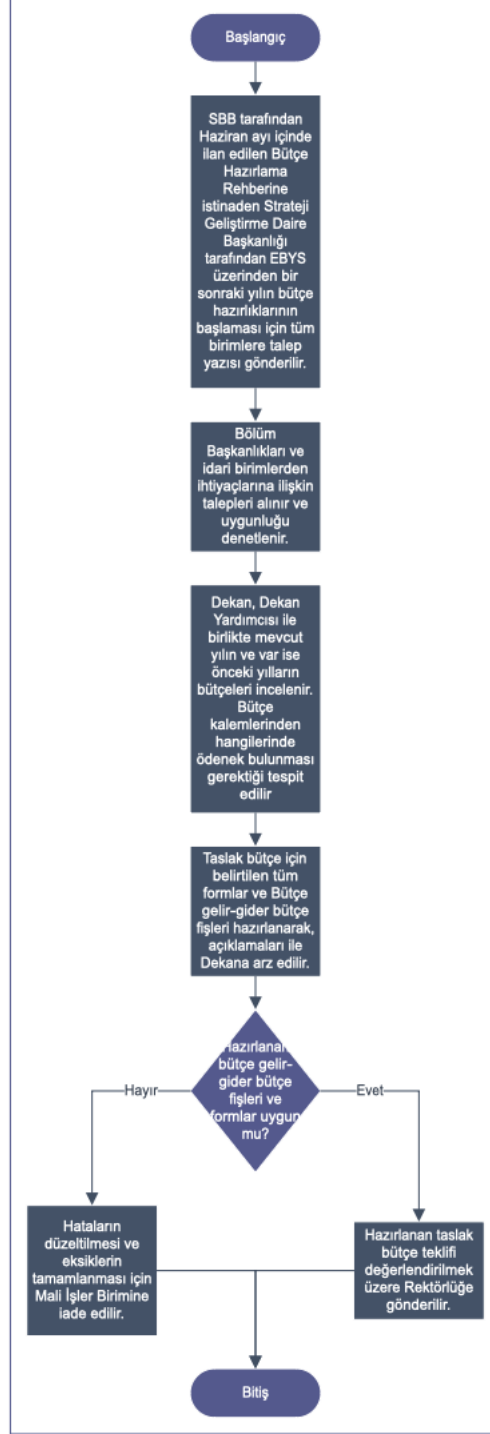 Başlangıç
SBB tarafından
Haziran ayı içinde
ilan edilen Bütçe
Hazırlama
Rehberine
istinaden Strateji
Geliştirme Daire
Başkanlığı
tarafından EBYS
üzerinden bir
sonraki yılın bütçe
hazırlıklarının
başlaması için tüm
birimlere talep
yazısı gönderilir.
Bölüm
Başkanlıkları ve
idari birimlerden
ihtiyaçlarına ilişkin
talepleri alınır ve
uygunluğu
denetlenir.
Dekan, Dekan
Yardımcısı ile
birlikte mevcut
yılın ve var ise
önceki yılların
bütçeleri incelenir.
Bütçe
kalemlerinden
hangilerinde
ödenek bulunması
gerektiği tespit
edilir
Taslak bütçe için
belirtilen tüm
formlar ve Bütçe
gelir-gider bütçe
fişleri hazırlanarak,
açıklamaları ile
Dekana arz edilir.
Hazırlanan
bütçe gelir-
gider bütçe
fişleri ve
formlar uygun
mu?
Hayır
Evet
Hataların
düzeltilmesi ve
eksiklerin
tamamlanması için
Mali İşler Birimine
iade edilir.
Hazırlanan taslak
bütçe teklifi
değerlendirilmek
üzere Rektörlüğe
gönderilir.
Bitiş